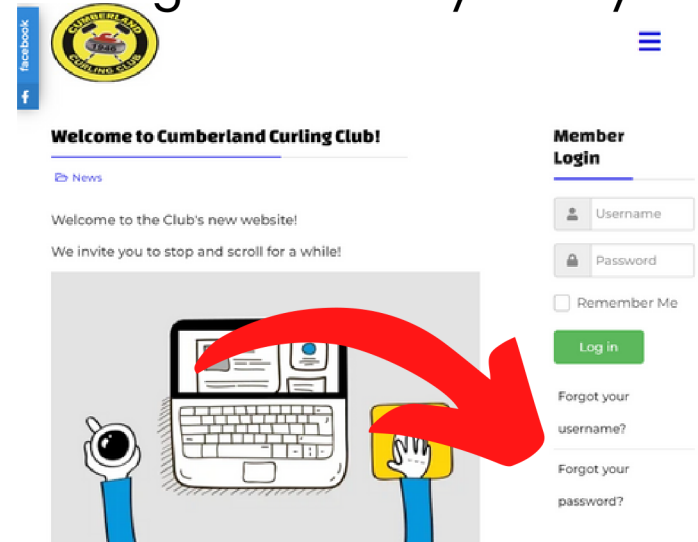 facebook
f
CUMBERLAND
1946
CURLING CLUB
Welcome to Cumberland Curling Club!
News
Welcome to the Club's new website!
We invite you to stop and scroll for a while!
Member
Login
Username
Password
Remember Me
Log in
Forgot your
username?
Forgot your
password?